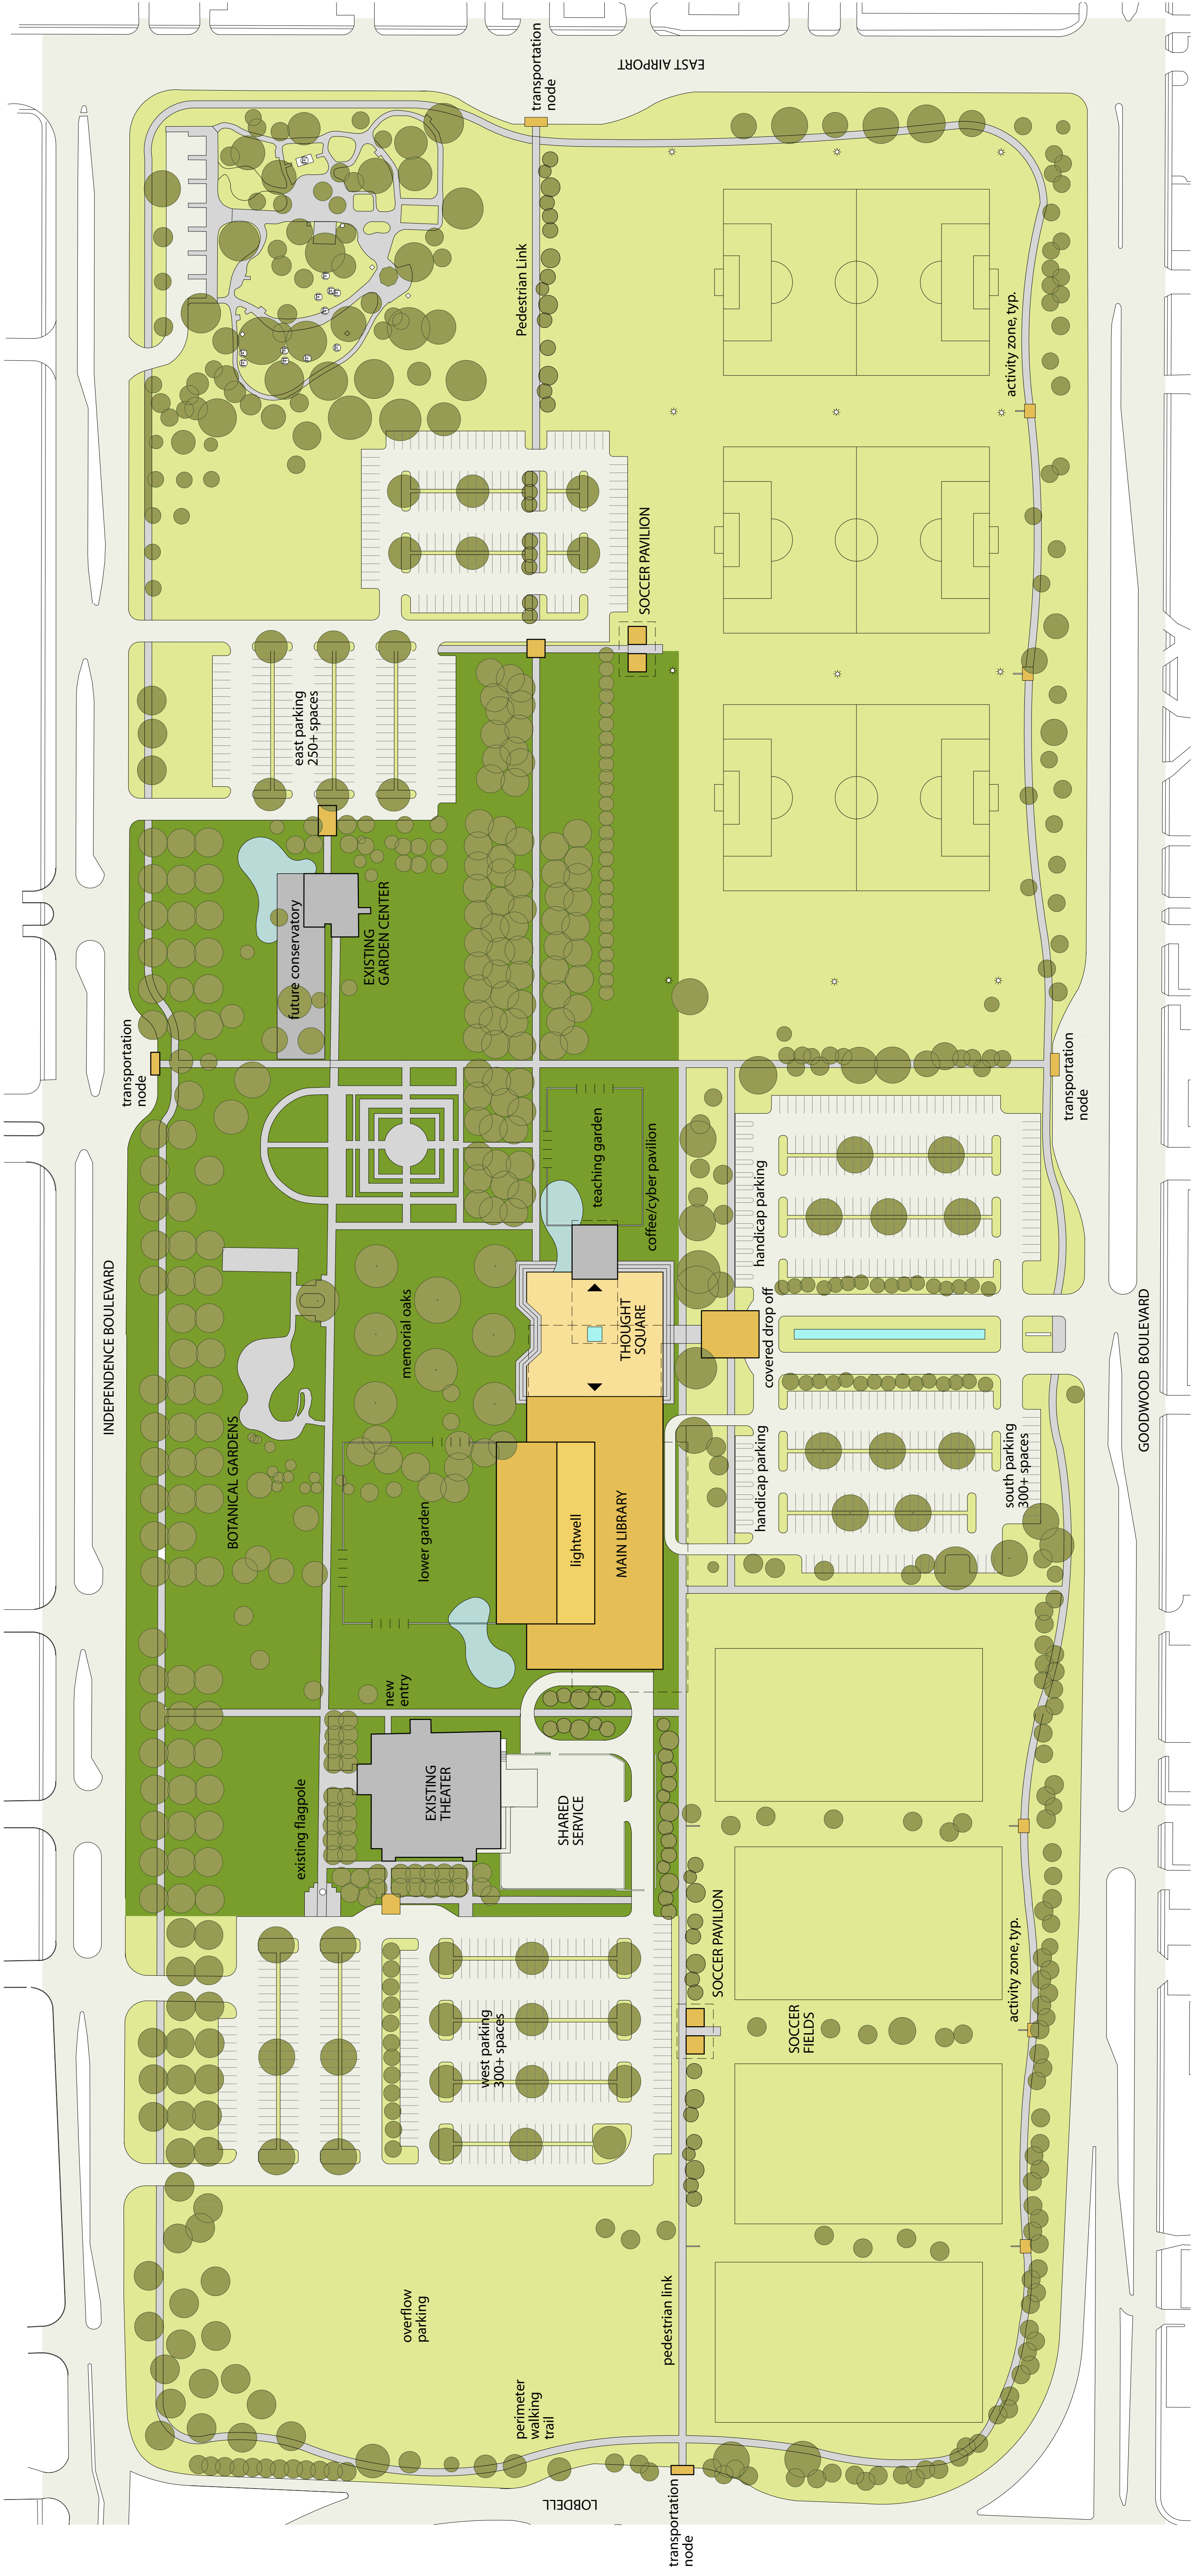 EAST AIRPORT
transportation
node
Pedestrian Link
activity zone, typ.
SOCCER PAVILION
east parking
250+ spaces
future conservatory
EXISTING
GARDEN CENTER
transportation
node
transportation
node
teaching garden
coffee/cyber pavilion
handicap parking
INDEPENDENCE BOULEVARD
memorial oaks
THOUGHT
SQUARE
covered drop off
GOODWOOD BOULEVARD
BOTANICAL GARDENS
lower garden
lightwell
MAIN LIBRARY
handicap parking
south parking
300+ spaces
new
entry
existing flagpole
EXISTING
THEATER
SHARED
SERVICE
SOCCER PAVILION
activity zone, typ.
west parking
300+ spaces
SOCCER
FIELDS
overflow
parking
pedestrian link
perimeter
walking
trail
LOBDELL
transportation
node